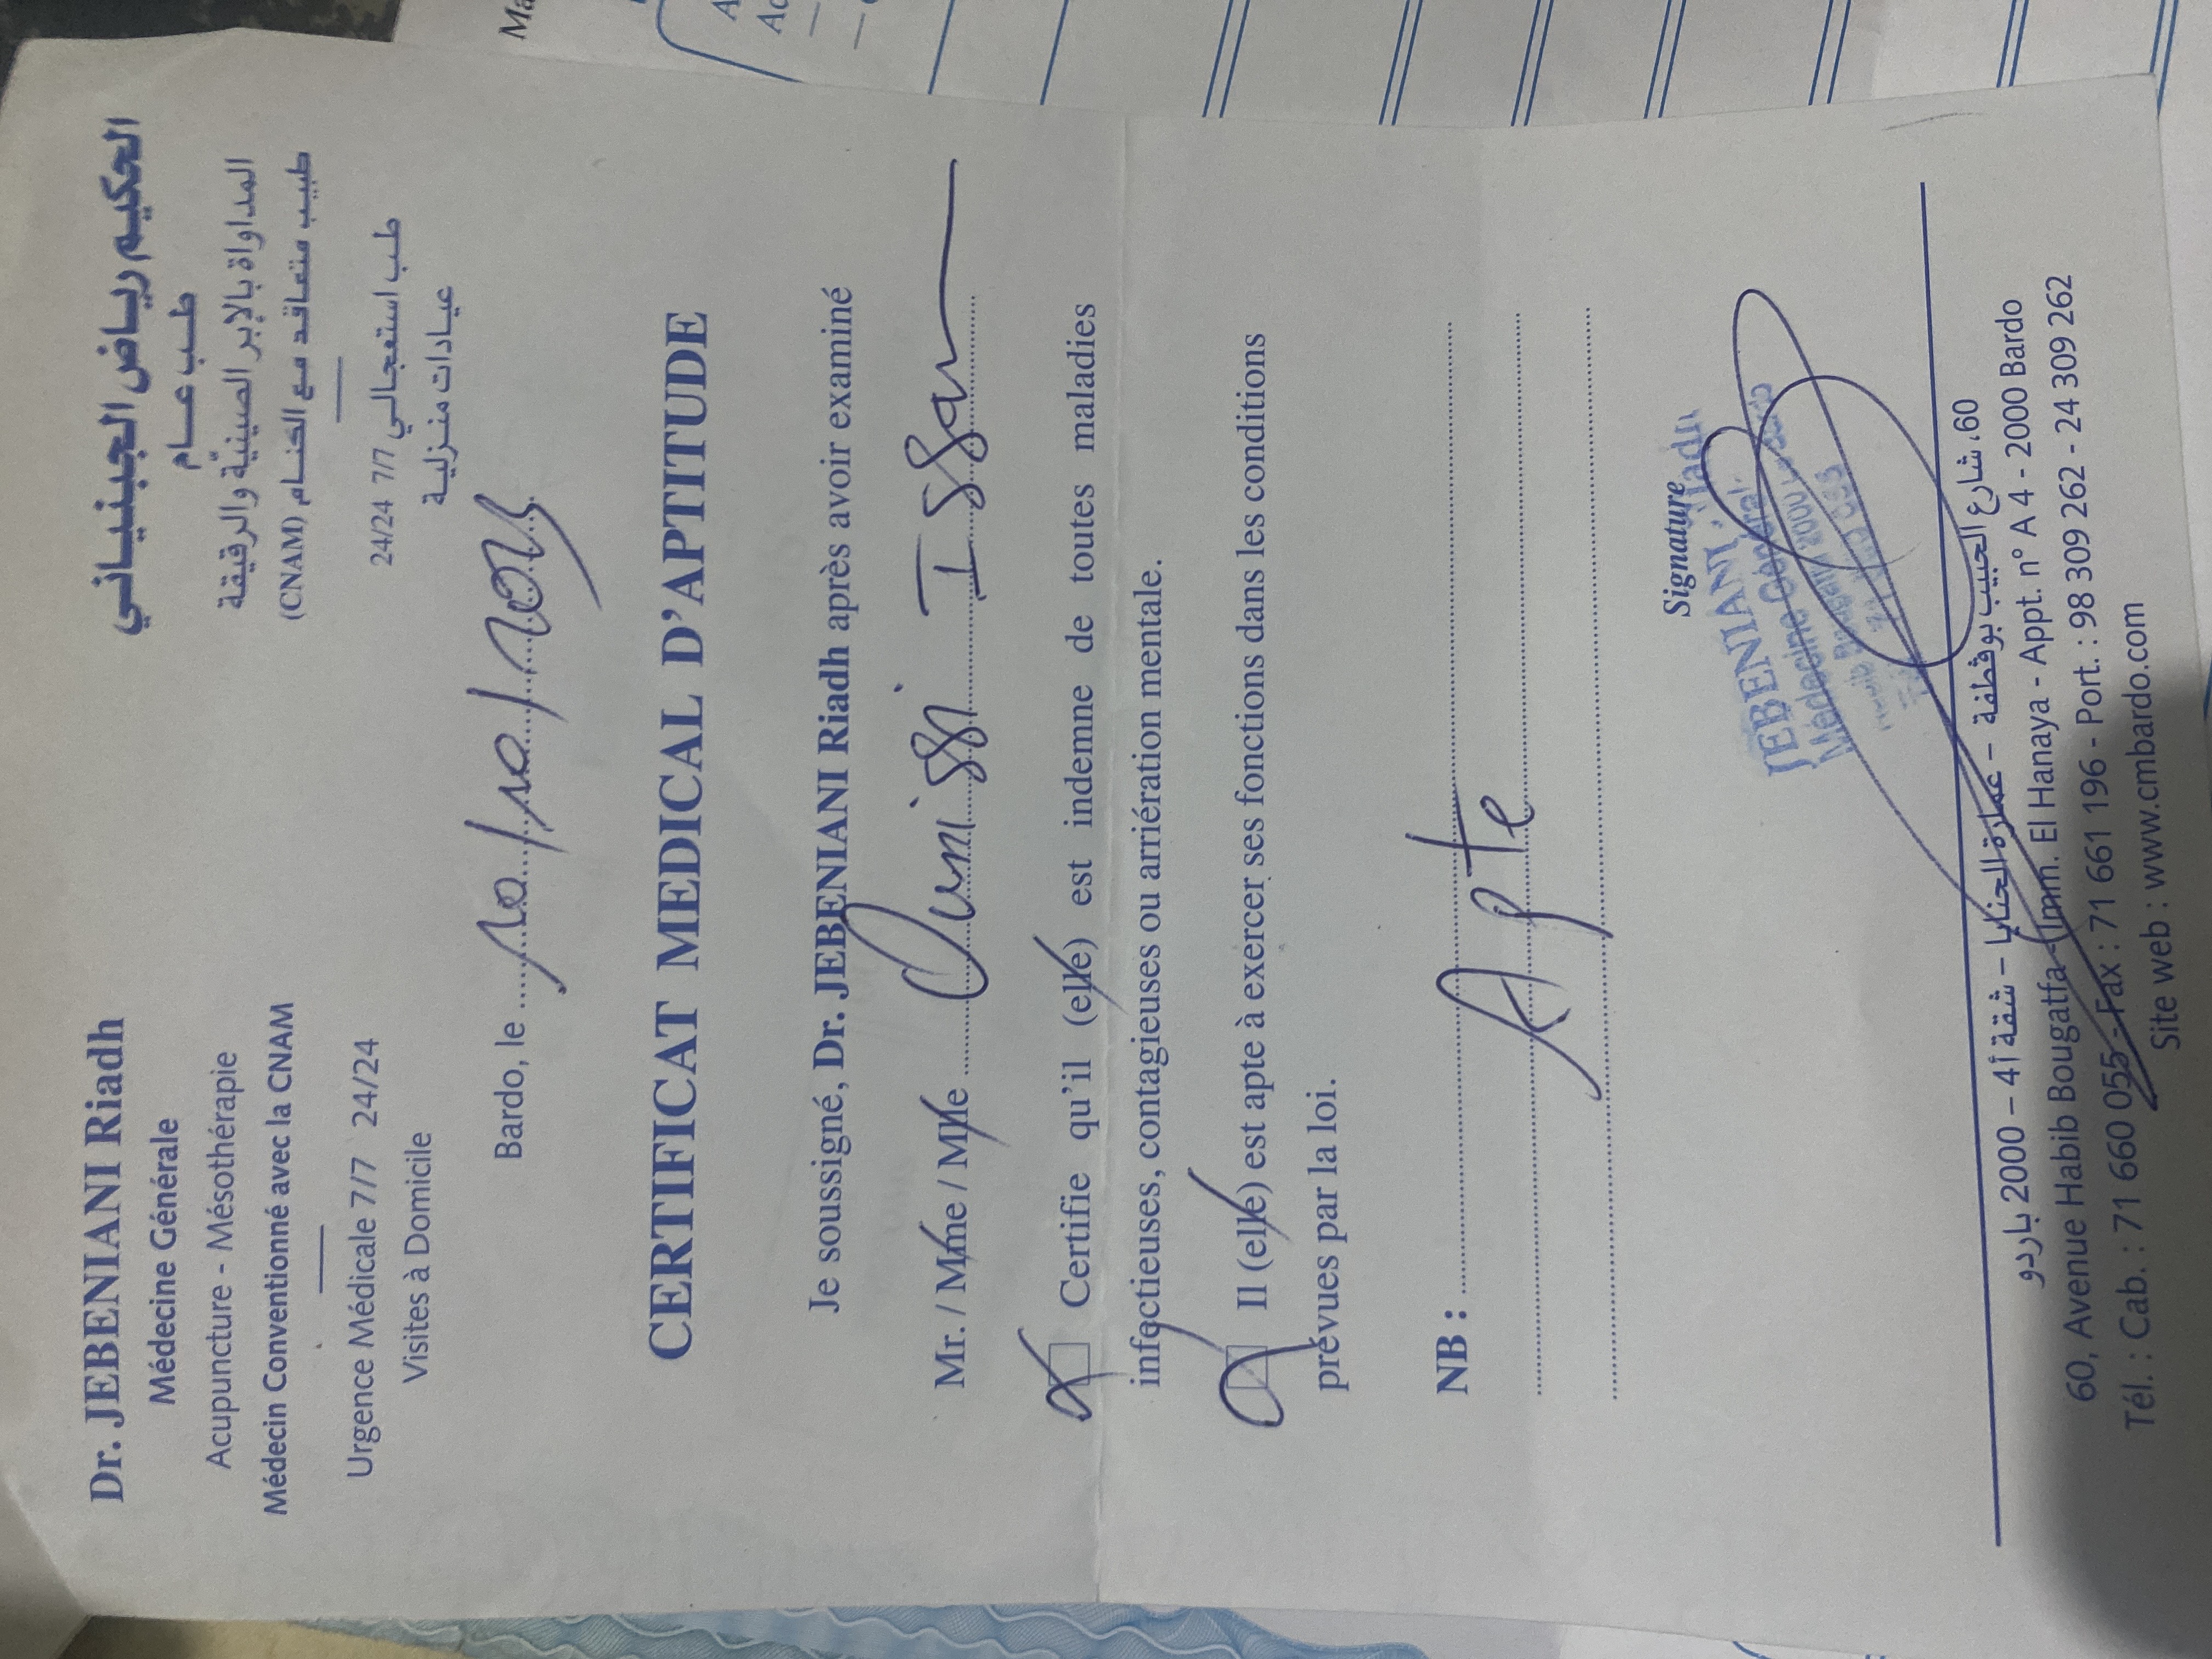 Dr. JEBENIANI Riadh
Médecine Générale
Acupuncture - Mésothérapie
Médecin Conventionné avec la CNAM
Urgence Médicale 7/7 24/24
Visites à Domicile
الحكيم رياض الجبنياني
طب عام
المداواة بالإبر الصينية والرقيقة
طبيب متعاقد مع الكنام (CNAM)
طب استعجالي 7/7 24/24
عيادات منزلية
Bardo, le
CERTIFICAT MEDICAL D'APTITUDE
Je soussigné, Dr. JEBENIANI Riadh après avoir examiné
Mr. / Mme / Mlle Ounissi Issam
Certifie qu'il (elle) est indemne de toutes maladies
infectieuses, contagieuses ou arriération mentale.
Il (elle) est apte à exercer ses fonctions dans les conditions
prévues par la loi.
NB :
Apte
Signature
JEBENIANI Riadh
Médecine Générale
60، شارع الحبيب بوقطفة - عمارة الحنايا - شقة أ 4 - 2000 باردو
60, Avenue Habib Bougatfa - Imm. El Hanaya - Appt. n° A 4 - 2000 Bardo
Tél. : Cab. : 71 660 055 - Fax : 71 661 196 - Port. : 98 309 262 - 24 309 262
Site web : www.cmbardo.com